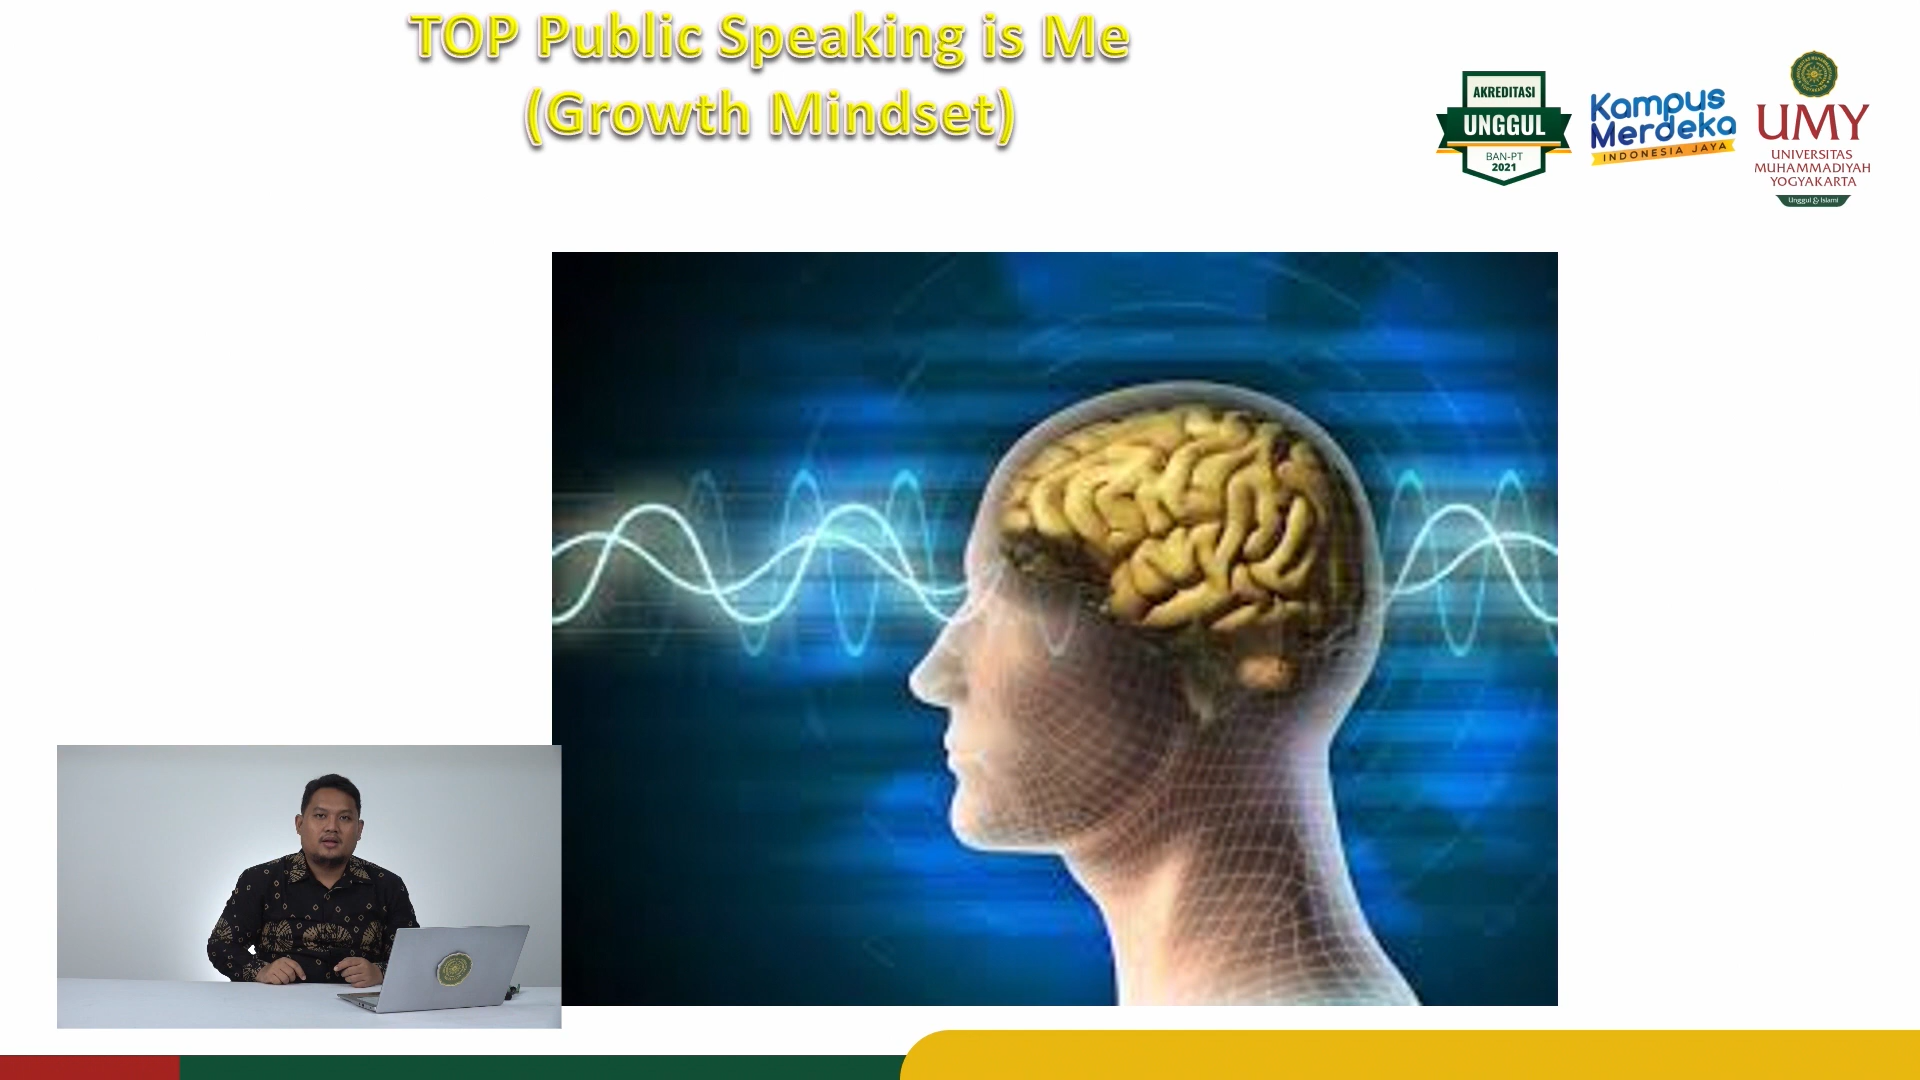 TOP Public Speaking is Me
(Growth Mindset)
AKREDITASI
UNGGUL
BAN-PT
2021
Kampus
Merdeka
INDONESIA JAYA
UMY
UNIVERSITAS
MUHAMMADIYAH
YOGYAKARTA
Unggul & Islami